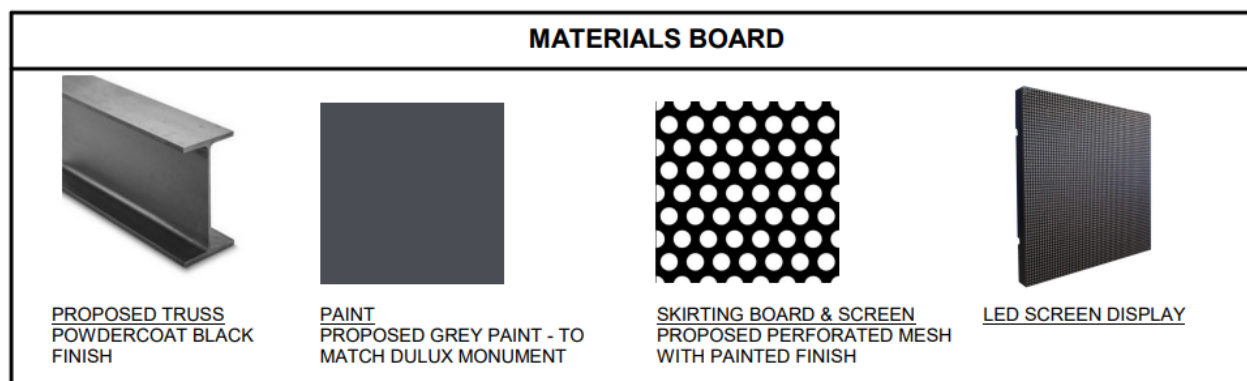 MATERIALS BOARD
PROPOSED TRUSS
POWDERCOAT BLACK
FINISH
PAINT
PROPOSED GREY PAINT - TO
MATCH DULUX MONUMENT
SKIRTING BOARD & SCREEN
PROPOSED PERFORATED MESH
WITH PAINTED FINISH
LED SCREEN DISPLAY